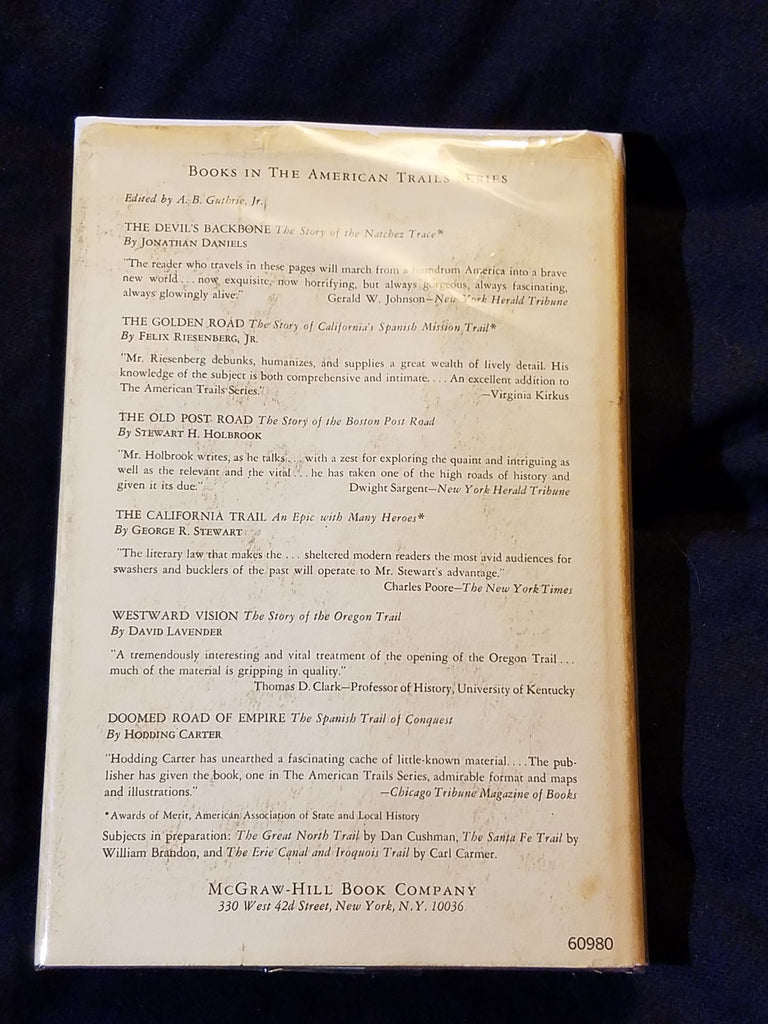 BOOKS IN THE AMERICAN TRAILS SERIES
Edited by A. B. Guthrie, Jr.
THE DEVIL'S BACKBONE The Story of the Natchez Trace*
By JONATHAN DANIELS
"The reader who travels in these pages will march from a humdrum America into a brave
new world . . . now exquisite, now horrifying, but always gorgeous, always fascinating,
always glowingly alive." Gerald W. Johnson—New York Herald Tribune
THE GOLDEN ROAD The Story of California's Spanish Mission Trail*
By FELIX RIESENBERG, JR.
"Mr. Riesenberg debunks, humanizes, and supplies a great wealth of lively detail. His
knowledge of the subject is both comprehensive and intimate. . . . An excellent addition to
The American Trails Series." —Virginia Kirkus
THE OLD POST ROAD The Story of the Boston Post Road
By STEWART H. HOLBROOK
"Mr. Holbrook writes, as he talks . . . with a zest for exploring the quaint and intriguing as
well as the relevant and the vital . . . he has taken one of the high roads of history and
given it its due." Dwight Sargent—New York Herald Tribune
THE CALIFORNIA TRAIL An Epic with Many Heroes*
By GEORGE R. STEWART
"The literary law that makes the . . . sheltered modern readers the most avid audiences for
swashers and bucklers of the past will operate to Mr. Stewart's advantage."
Charles Poore—The New York Times
WESTWARD VISION The Story of the Oregon Trail
By DAVID LAVENDER
"A tremendously interesting and vital treatment of the opening of the Oregon Trail . . .
much of the material is gripping in quality."
Thomas D. Clark—Professor of History, University of Kentucky
DOOMED ROAD OF EMPIRE The Spanish Trail of Conquest
By HODDING CARTER
"Hodding Carter has unearthed a fascinating cache of little-known material. . . . The pub-
lisher has given the book, one in The American Trails Series, admirable format and maps
and illustrations." —Chicago Tribune Magazine of Books
*Awards of Merit, American Association of State and Local History
Subjects in preparation: The Great North Trail by Dan Cushman, The Santa Fe Trail by
William Brandon, and The Erie Canal and Iroquois Trail by Carl Carmer.
MCGRAW-HILL BOOK COMPANY
330 West 42d Street, New York, N.Y. 10036
60980